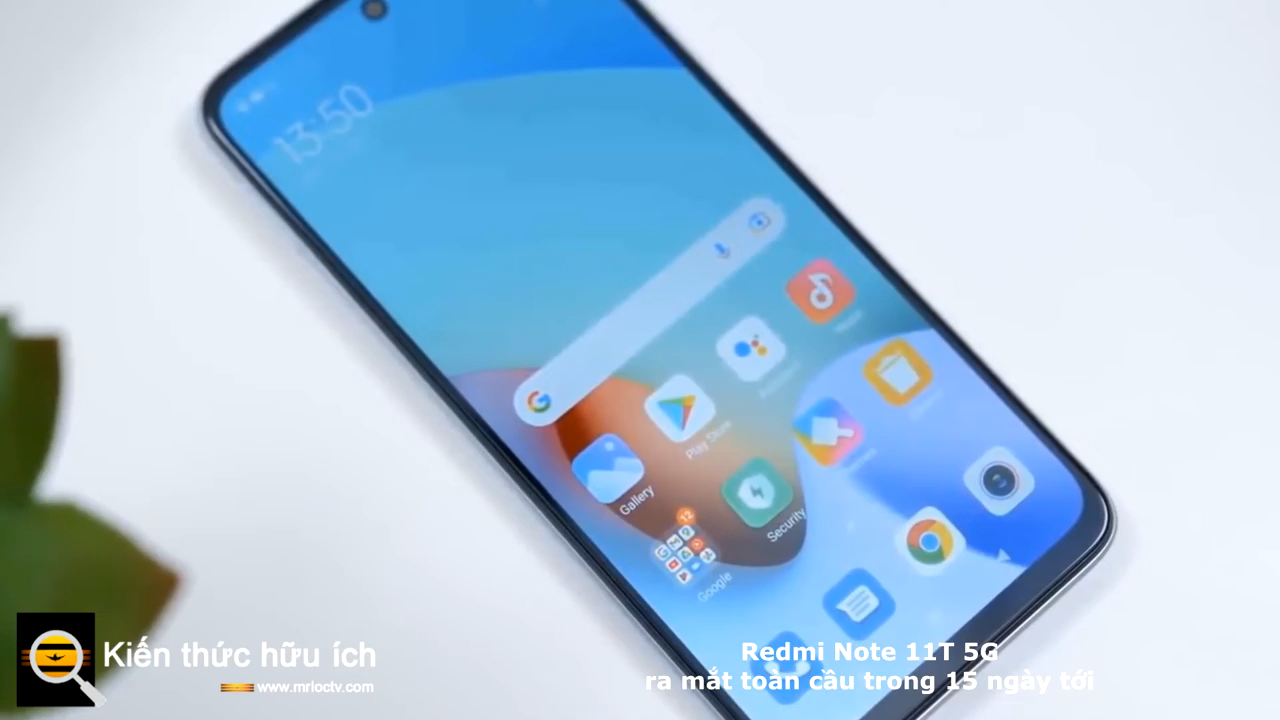 13:50
Play Store
Gallery
Security
12
Google
Kiến thức hữu ích
www.mrloctv.com
Redmi Note 11T 5G
ra mắt toàn cầu trong 15 ngày tới